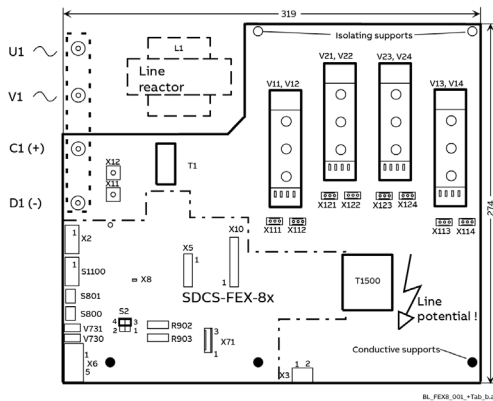 319
Isolating supports
U1
L1
Line
reactor
V21, V22
V23, V24
V11, V12
V13, V14
V1
C1 (+)
X12
T1
X11
D1 (-)
X121 X122
X123 X124
X111 X112
X113 X114
274
1
X2
X5
1
X10
1
S1100
X8
1
T1500
S801
SDCS-FEX-8x
Line
potential !
S800
S2
4 3
2 1
V731
R902
V730
R903
3
X71
1
1
X6
5
Conductive supports
X3
1 2
BL_FEX8_001_+Tab_b.a